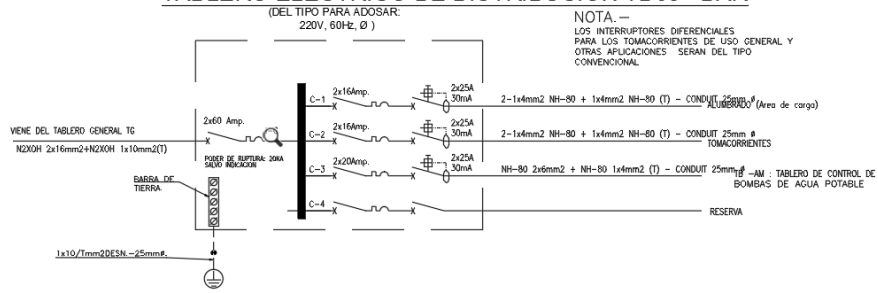 (DEL TIPO PARA ADOSAR:
220V, 60Hz, Ø )
NOTA.—
LOS INTERRUPTORES DIFERENCIALES
PARA LOS TOMACORRIENTES DE USO GENERAL Y
OTRAS APLICACIONES SERAN DEL TIPO
CONVENCIONAL
C-1
2x16Amp.
2x25A
30mA
2-1x4mm2 NH-80 + 1x4mm2 NH-80 (T) - CONDUIT 25mm ø
ALUMBRADO (Area de carga)
2x60 Amp.
VIENE DEL TABLERO GENERAL TG
N2XOH 2x16mm2+N2XOH 1x10mm2(T)
PODER DE RUPTURA: 20KA
SALVO INDICACION
C-2
2x16Amp.
2x25A
30mA
2-1x4mm2 NH-80 + 1x4mm2 NH-80 (T) - CONDUIT 25mm ø
TOMACORRIENTES
C-3
2x20Amp.
2x25A
30mA
NH-80 2x6mm2 + NH-80 1x4mm2 (T) - CONDUIT 25mm ø
-AM : TABLERO DE CONTROL DE
BOMBAS DE AGUA POTABLE
BARRA DE
TIERRA
C-4
RESERVA
1x10/Tmm2DESN.-25mmø.